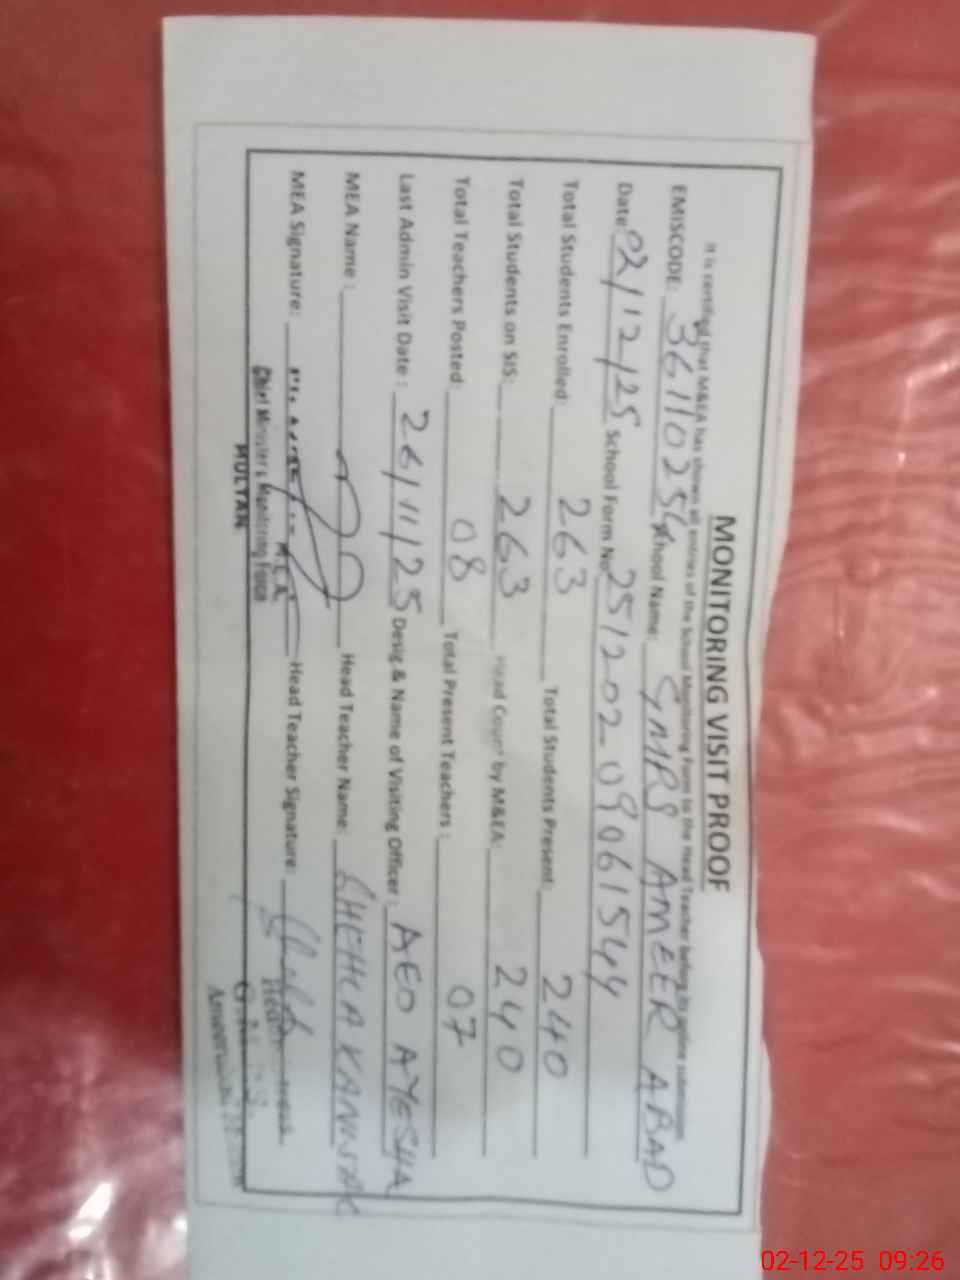 MONITORING VISIT PROOF
It is certified that M&EA has shown all entries of the School Monitoring Form to the Head Teacher before its online submission.
EMISCODE: 36110254 School Name: GMPS AMEER ABAD
Date: 02/12/25 School Form No. 251202-09061544
Total Students Enrolled: 263 Total Students Present: 240
Total Students on SIS: 263 Head Count by M&EA: 240
Total Teachers Posted: 08 Total Present Teachers: 07
Last Admin Visit Date: 26/11/25 Desig & Name of Visiting Officer: AEO AYESHA
MEA Name: Head Teacher Name: SHEHLA
MEA Signature: Head Teacher Signature:
Chief Minister's Monitoring Force
MULTAN
02-12-25 09:26